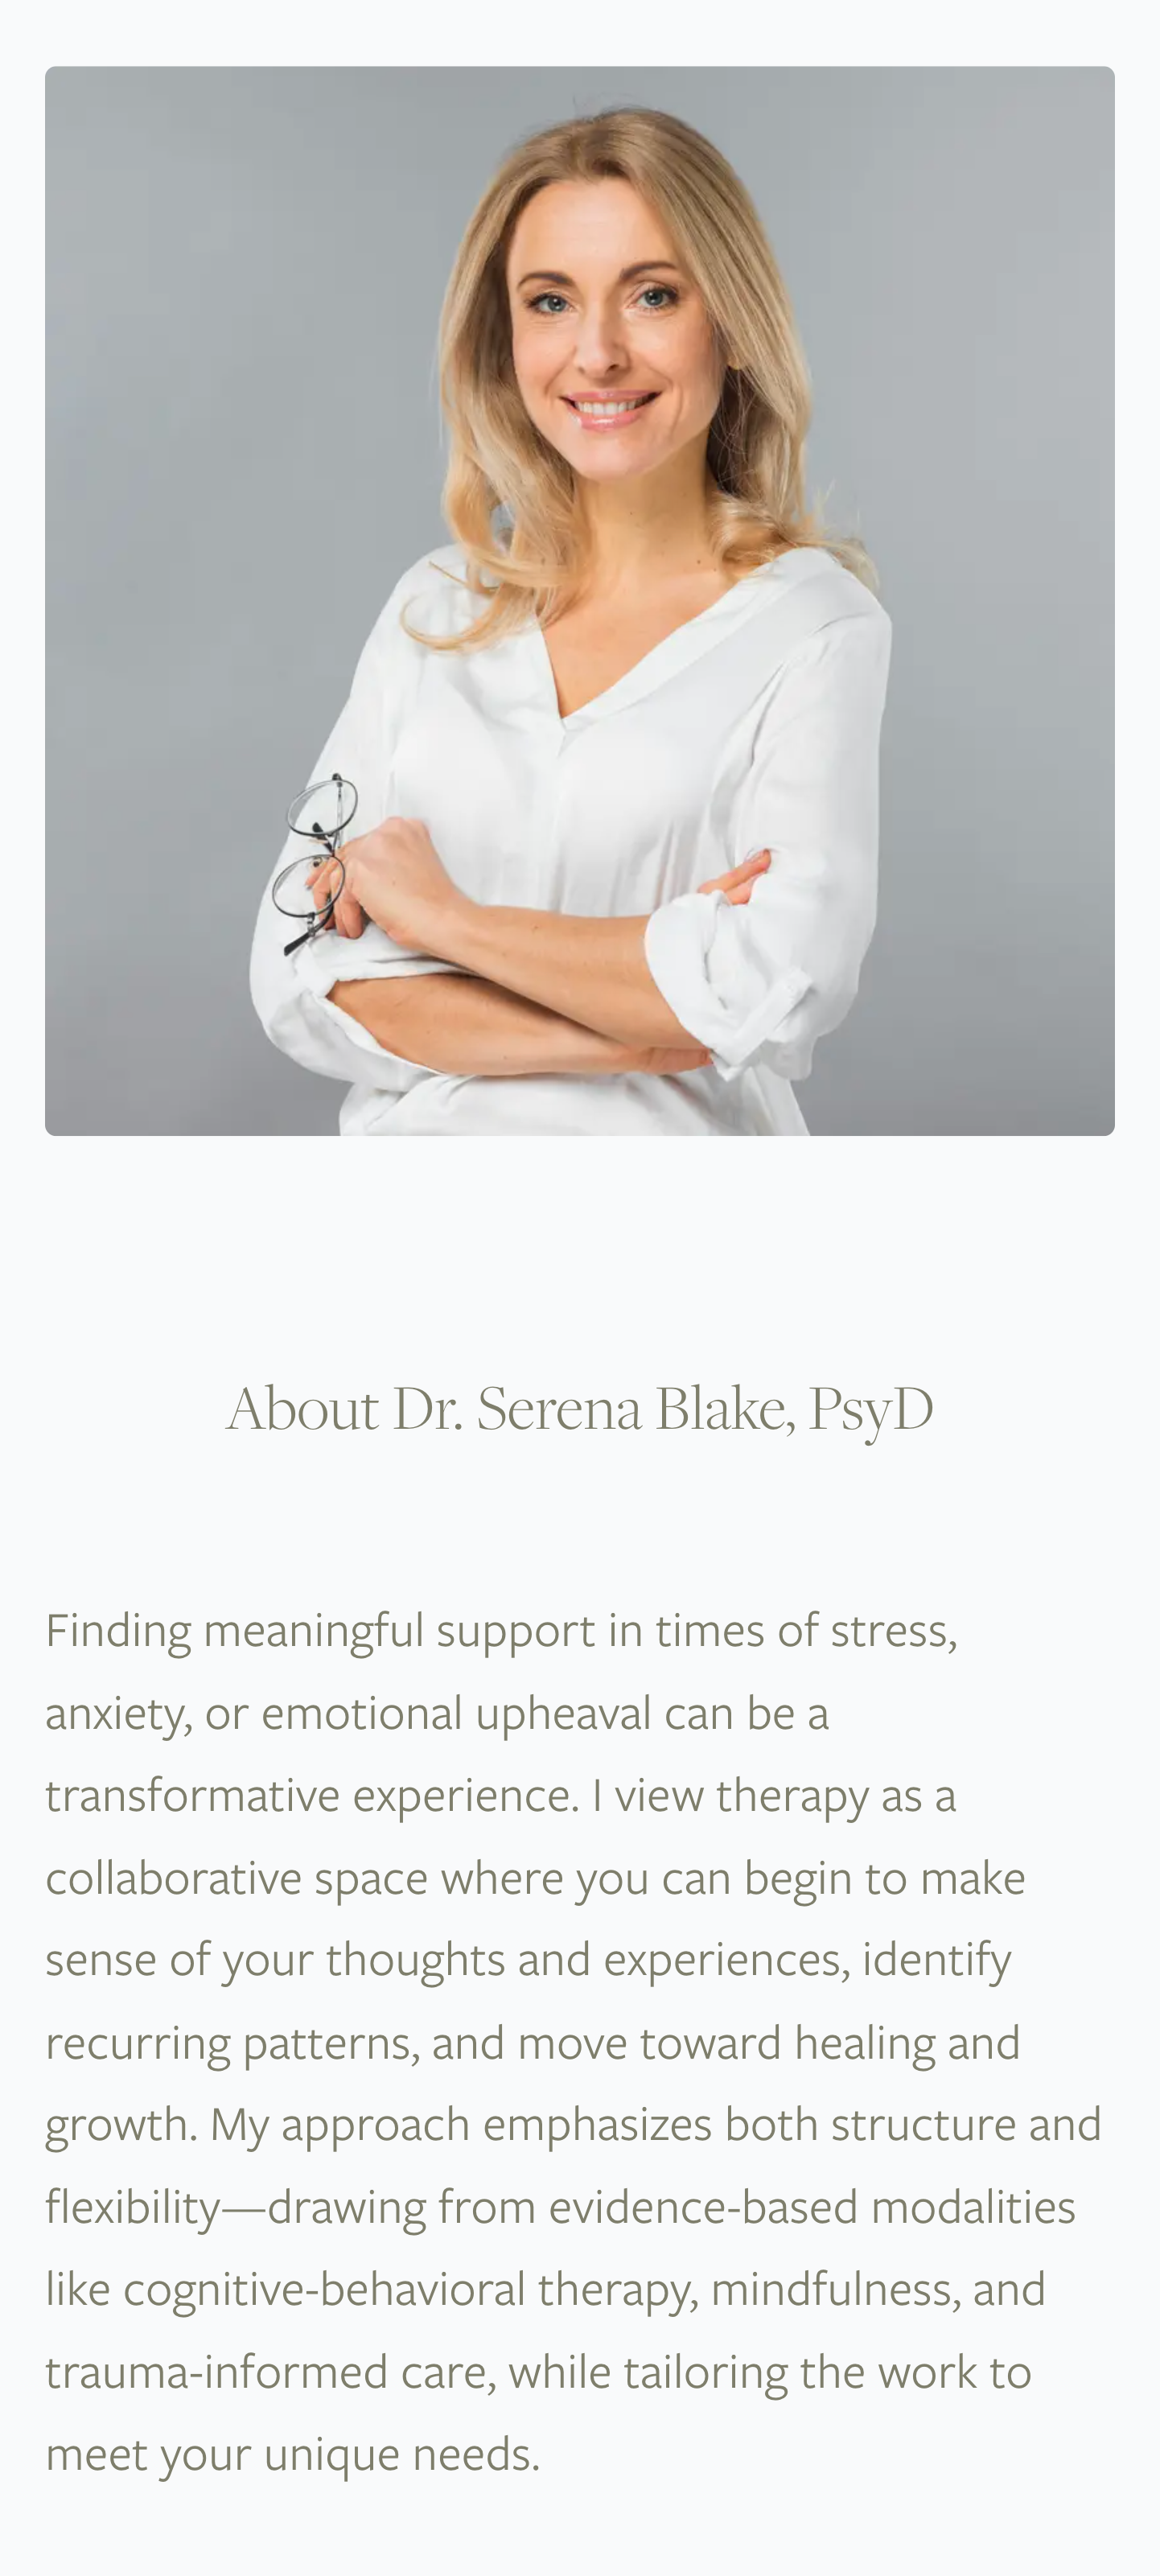 About Dr. Serena Blake, PsyD
Finding meaningful support in times of stress,
anxiety, or emotional upheaval can be a
transformative experience. I view therapy as a
collaborative space where you can begin to make
sense of your thoughts and experiences, identify
recurring patterns, and move toward healing and
growth. My approach emphasizes both structure and
flexibility—drawing from evidence-based modalities
like cognitive-behavioral therapy, mindfulness, and
trauma-informed care, while tailoring the work to
meet your unique needs.